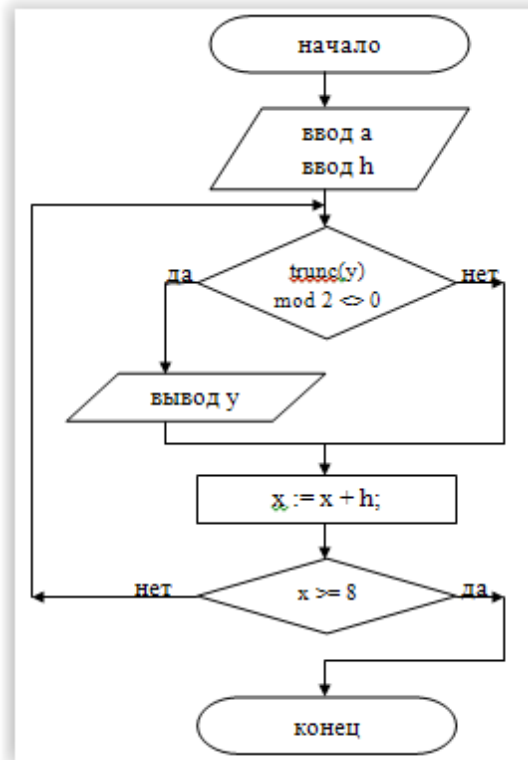 начало
ввод a
ввод h
да
trunc(y)
mod 2 <> 0
нет
вывод y
x := x + h;
нет
x >= 8
да
конец